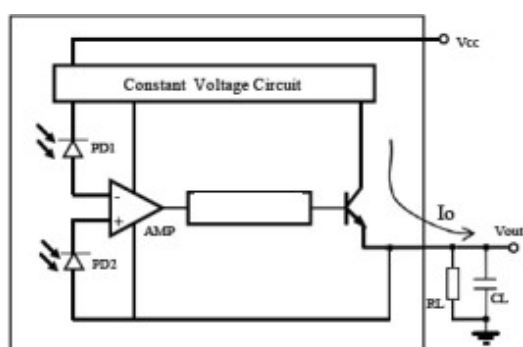 Vcc
Constant Voltage Circuit
PD1
-
+
AMP
PD2
Io
Vout
RL
CL